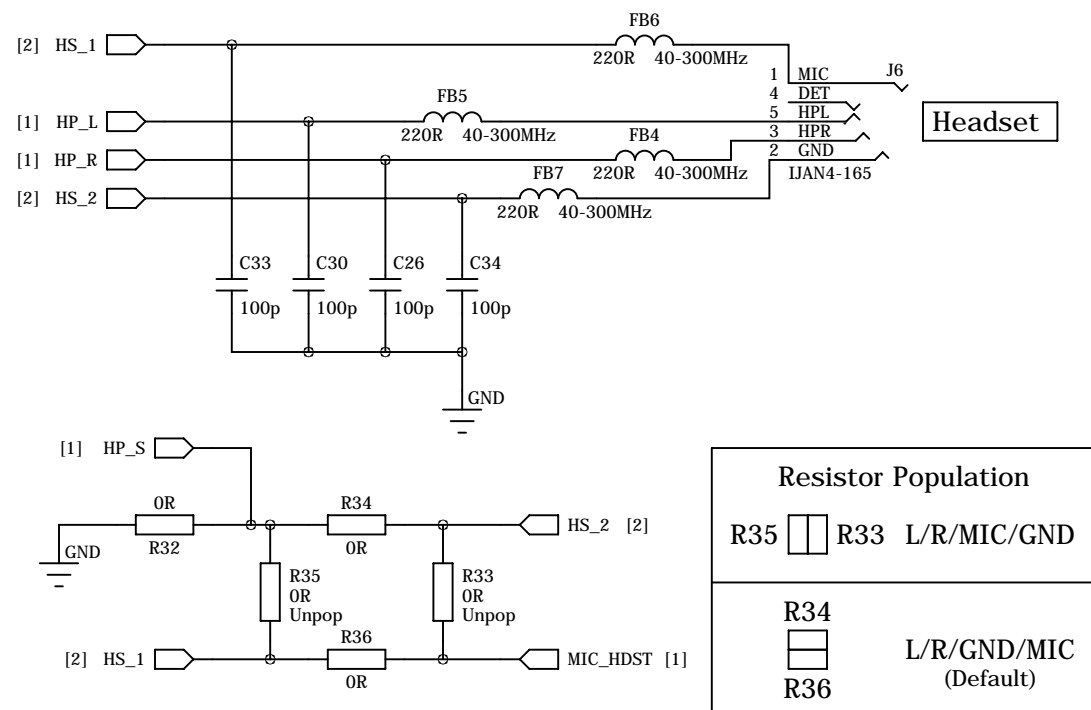 FB6
[2] HS_1
220R 40-300MHz
1 MIC J6
4 DET
FB5
5 HPL
[1] HP_L
220R 40-300MHz
FB4
3 HPR
Headset
[1] HP_R
2 GND
220R 40-300MHz
IJAN4-165
FB7
[2] HS_2
220R 40-300MHz
C33 C30 C26 C34
100p 100p 100p 100p
GND
[1] HP_S
0R R34
HS_2 [2]
R32 0R
GND
R35 R33
0R 0R
Unpop Unpop
R36
[2] HS_1
MIC_HDST [1]
0R
Resistor Population
R35 R33 L/R/MIC/GND
R34
L/R/GND/MIC
(Default)
R36